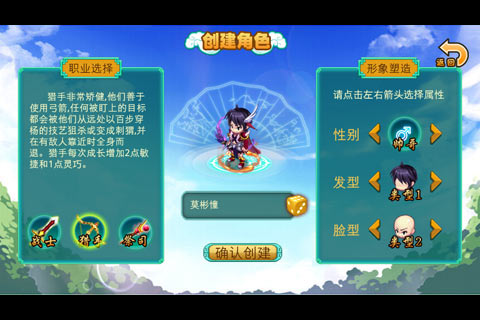 创建角色
返回
职业选择
猎手非常矫健,他们善于
使用弓箭,任何被盯上的目标
都会被他们从远处以百步穿
杨的技艺狙杀或变成刺猬,并
在有敌人靠近时全身而
退。猎手每次成长增加2点敏
捷和1点灵巧。
战士
猎手
祭司
莫彬憧
确认创建
形象塑造
请点击左右箭头选择属性
性别
帅哥
发型
类型1
脸型
类型2